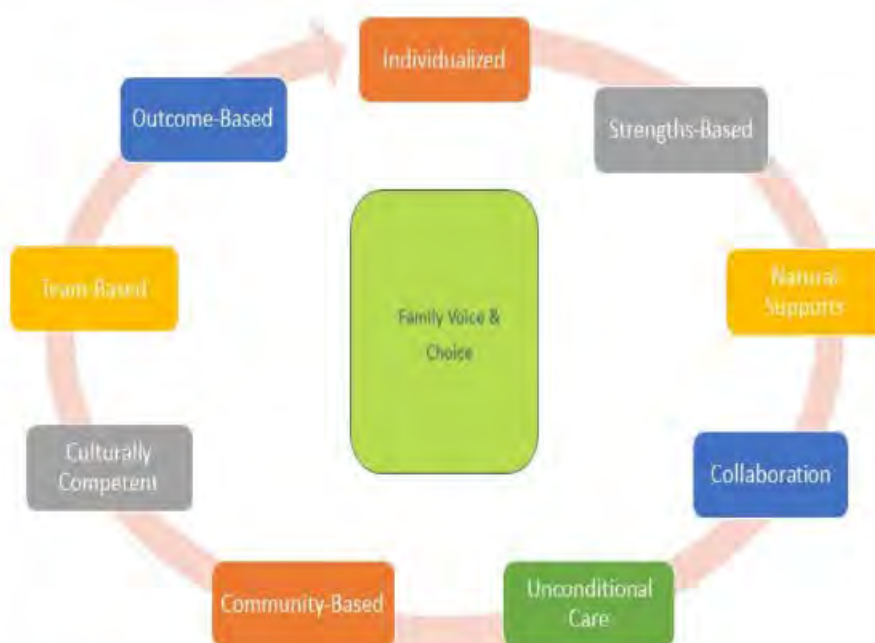 Individualized
Strengths-Based
Natural
Supports
Collaboration
Unconditional
Care
Community-Based
Culturally
Competent
Team-Based
Outcome-Based
Family Voice &
Choice